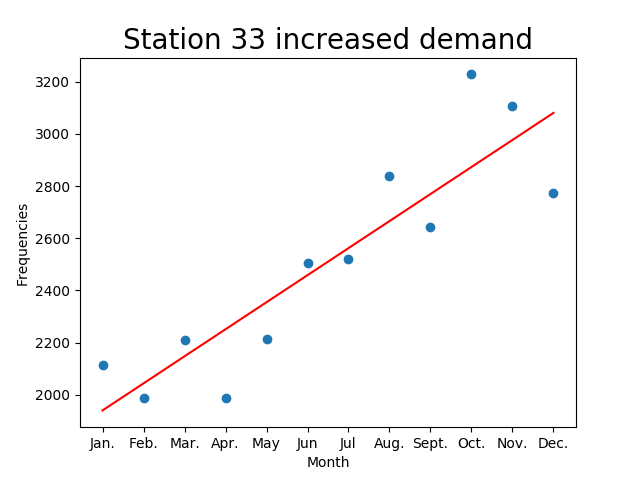 Station 33 increased demand
3200
3000
2800
2600
2400
2200
2000
Frequencies
Jan. Feb. Mar. Apr. May Jun Jul Aug. Sept. Oct. Nov. Dec.
Month